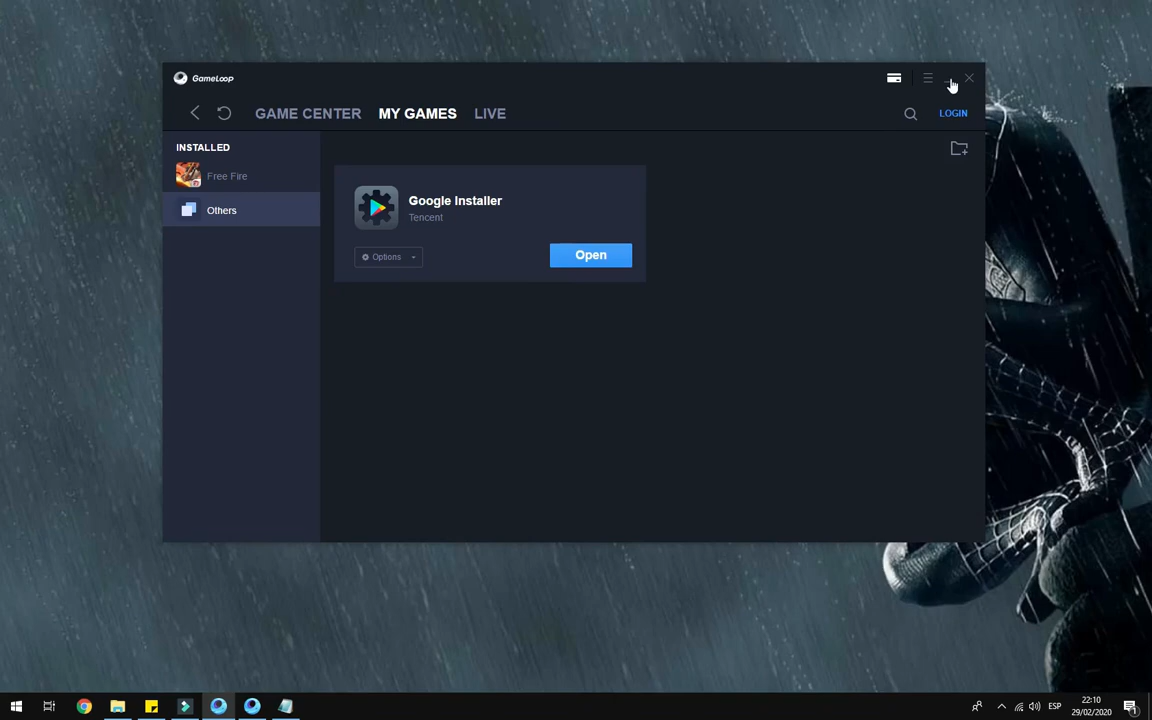 GameLoop
GAME CENTER MY GAMES LIVE LOGIN
INSTALLED
Free Fire
Others
Google Installer
Tencent
Options
Open
ESP
22:10
29/02/2020
1